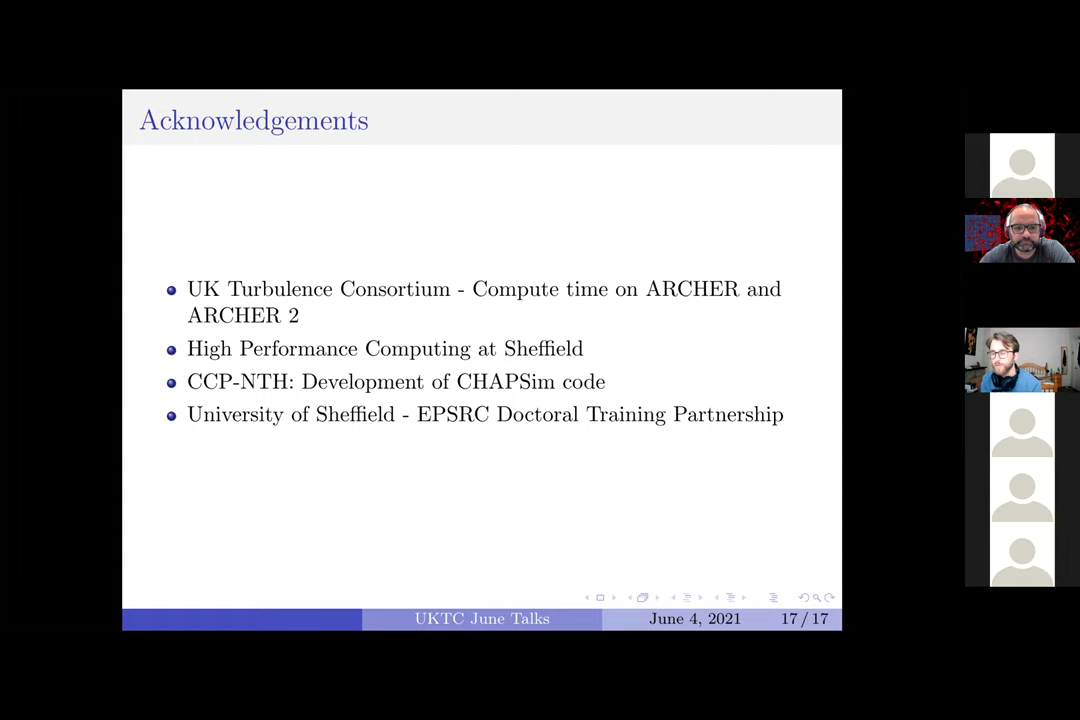 Acknowledgements
UK Turbulence Consortium - Compute time on ARCHER and
ARCHER 2
High Performance Computing at Sheffield
CCP-NTH: Development of CHAPSim code
University of Sheffield - EPSRC Doctoral Training Partnership
UKTC June Talks June 4, 2021 17 / 17